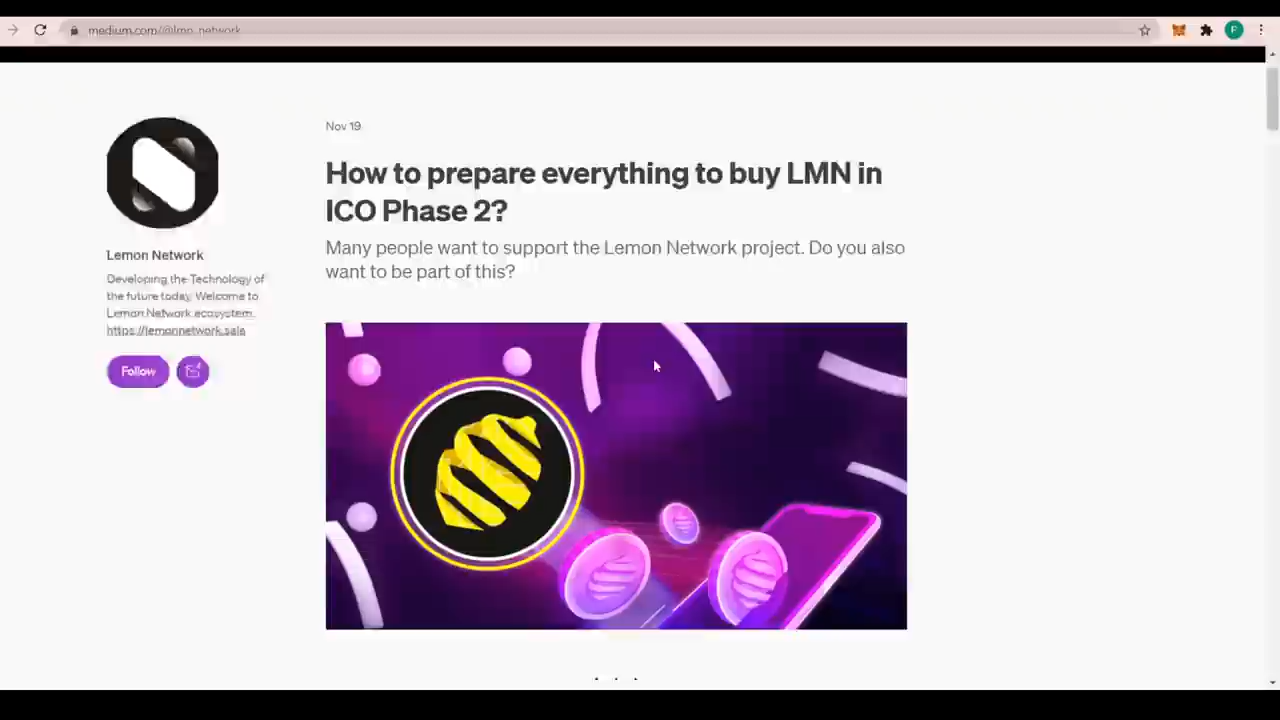 medium.com/@lmn_network
F
Nov 19
How to prepare everything to buy LMN in
ICO Phase 2?
Many people want to support the Lemon Network project. Do you also
want to be part of this?
Lemon Network
Developing the Technology of
the future today. Welcome to
Lemon Network ecosystem.
https://lemonnetwork.sale
Follow